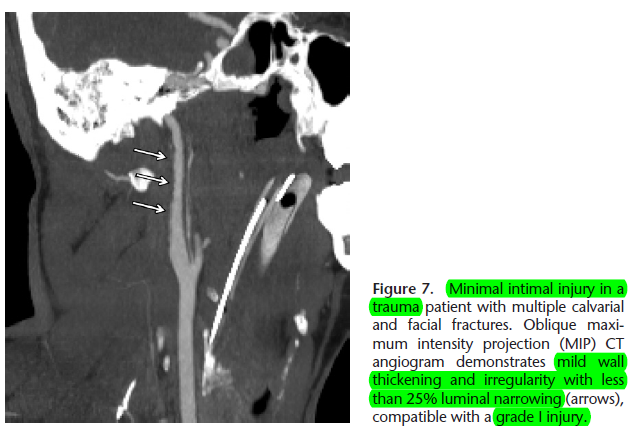 Figure 7. Minimal intimal injury in a
trauma patient with multiple calvarial
and facial fractures. Oblique maxi-
mum intensity projection (MIP) CT
angiogram demonstrates mild wall
thickening and irregularity with less
than 25% luminal narrowing (arrows),
compatible with a grade I injury.